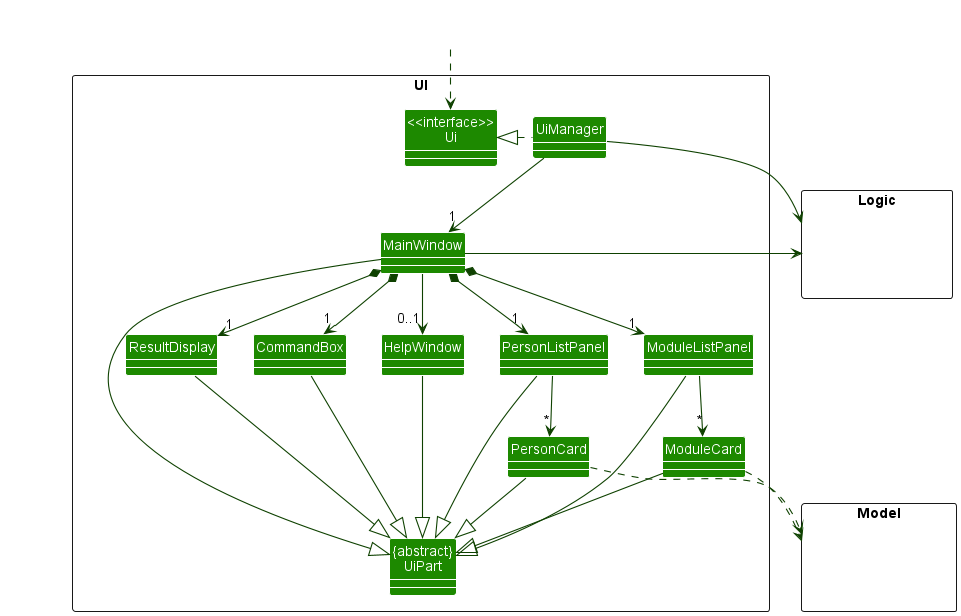 UI
<<interface>>
Ui
UiManager
Logic
1
MainWindow
1
1
0..1
1
1
ResultDisplay
CommandBox
HelpWindow
PersonListPanel
ModuleListPanel
*
*
PersonCard
ModuleCard
Model
{abstract}
UiPart